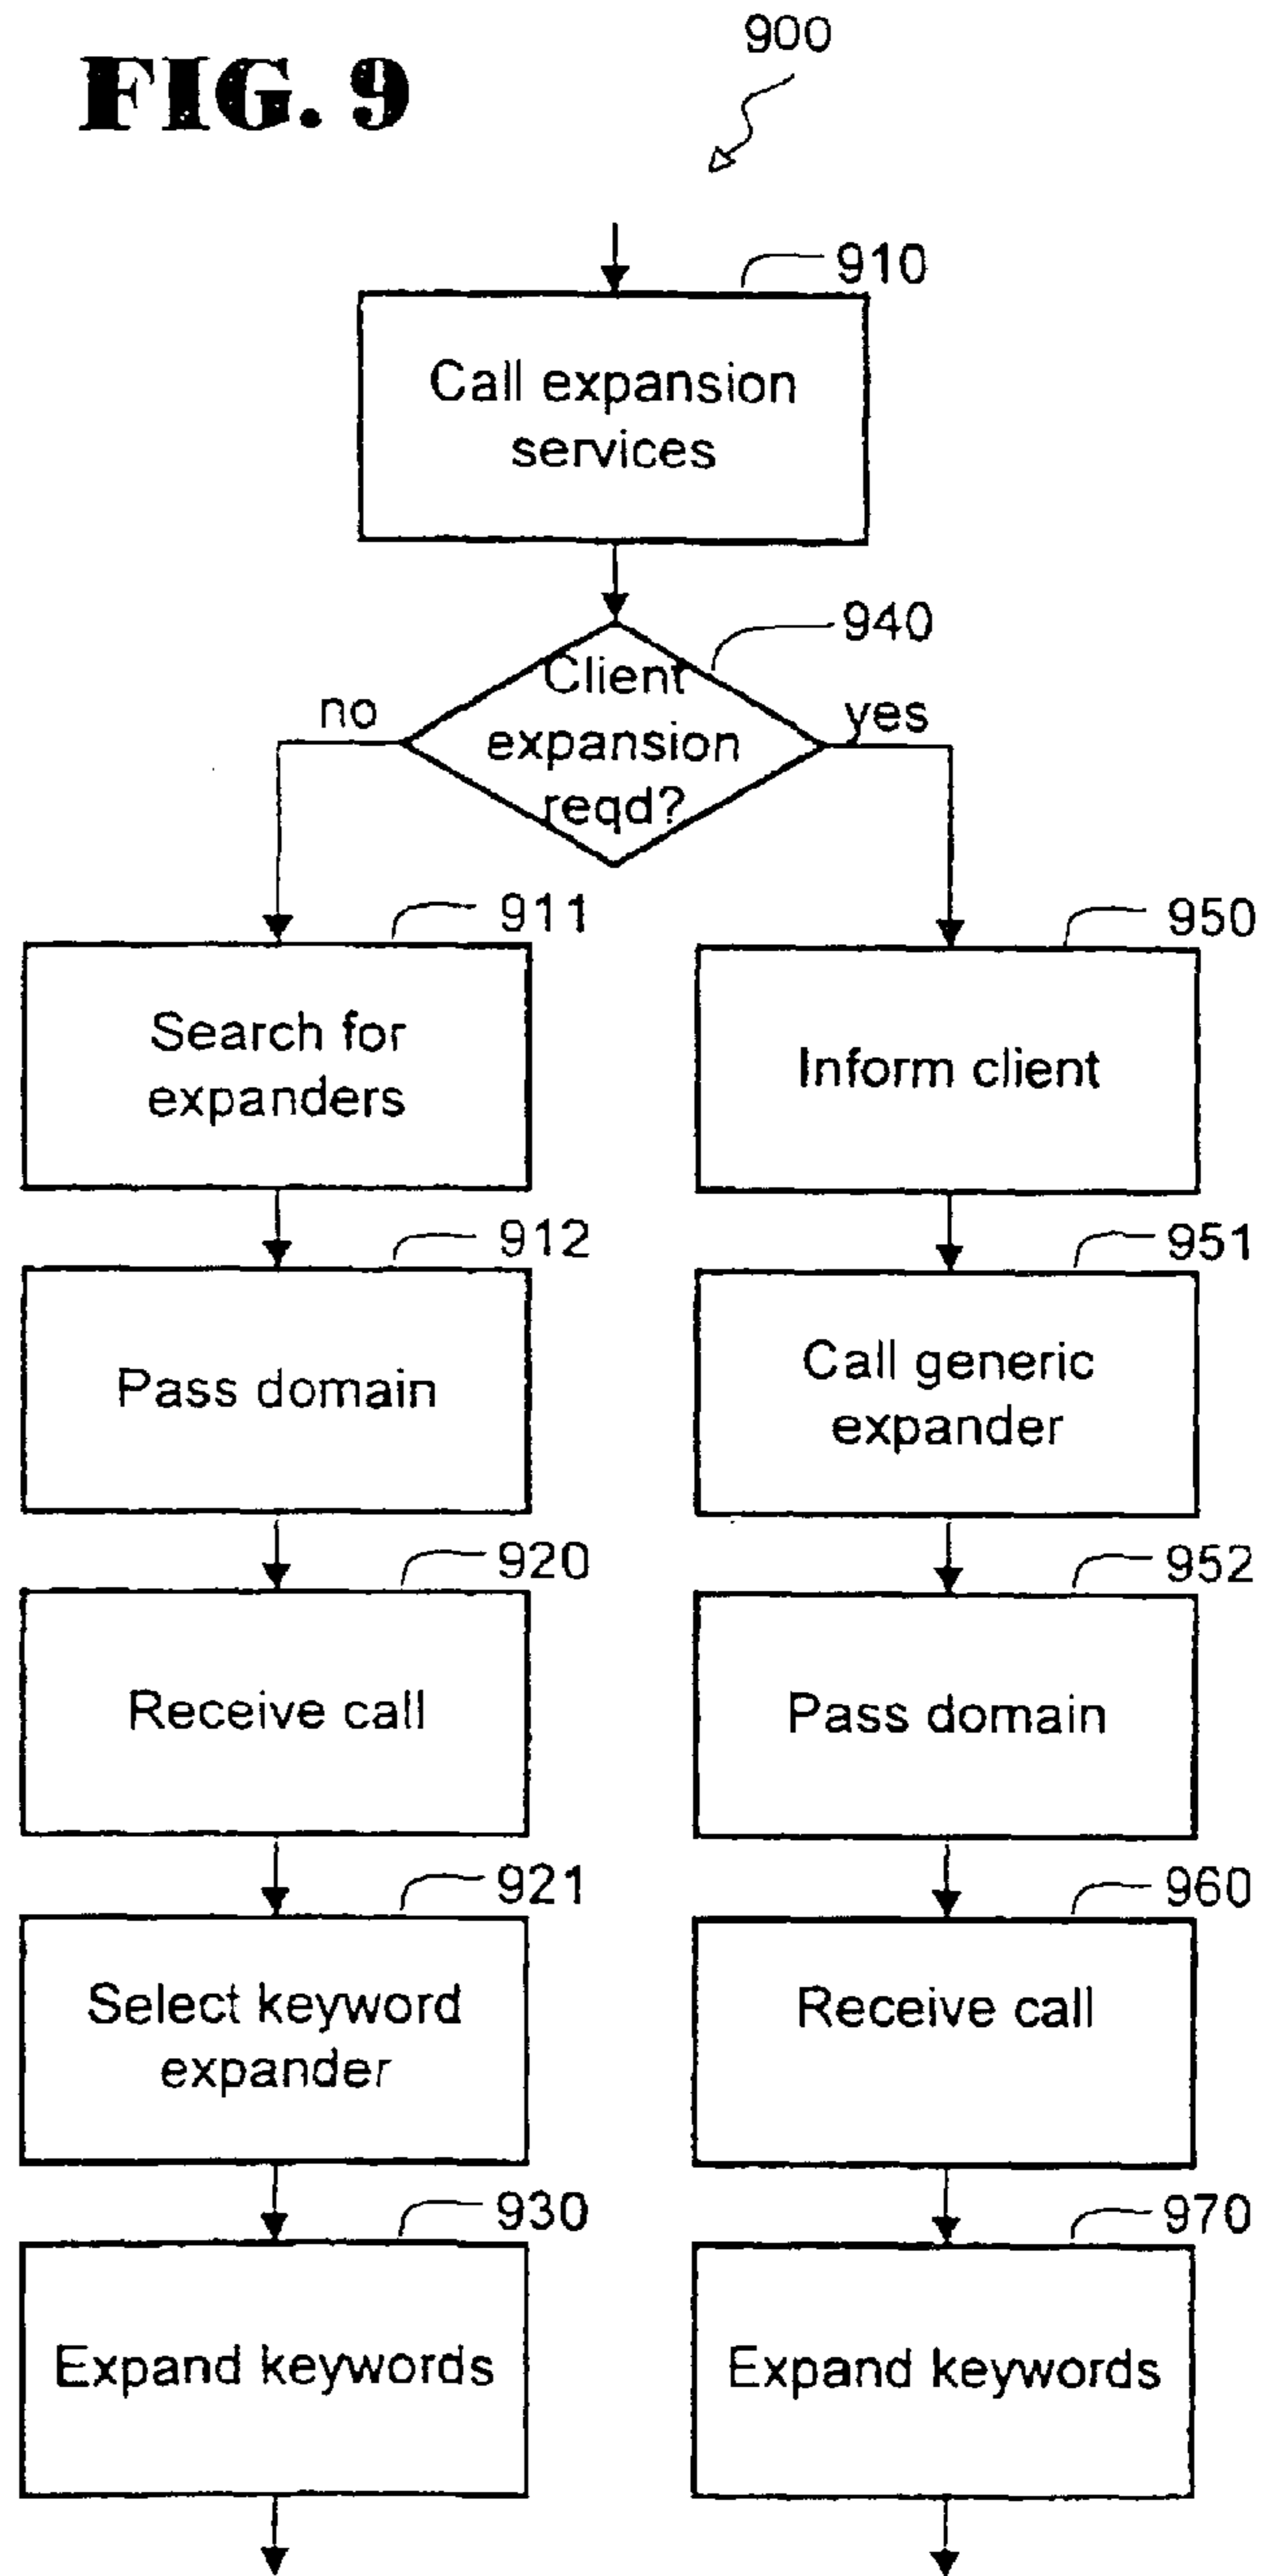 FIG. 9
900
910
Call expansion
services
940
Client
expansion
reqd?
no
yes
911
Search for
expanders
950
Inform client
912
Pass domain
951
Call generic
expander
920
Receive call
952
Pass domain
921
Select keyword
expander
960
Receive call
930
Expand keywords
970
Expand keywords